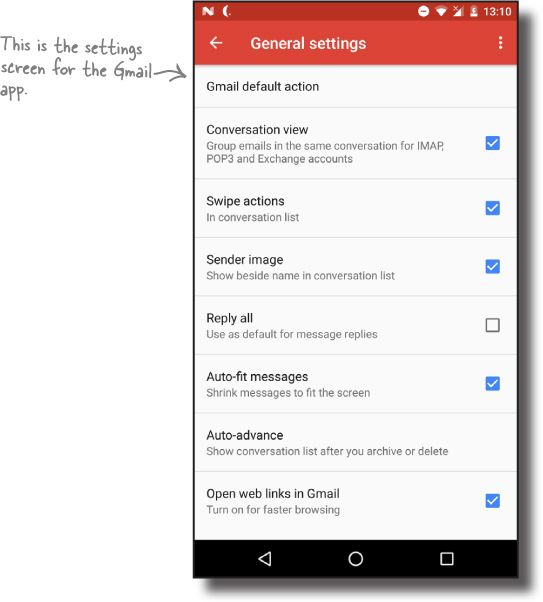 13:10
This is the settings
screen for the Gmail
app.
General settings
Gmail default action
Conversation view
Group emails in the same conversation for IMAP,
POP3 and Exchange accounts
Swipe actions
In conversation list
Sender image
Show beside name in conversation list
Reply all
Use as default for message replies
Auto-fit messages
Shrink messages to fit the screen
Auto-advance
Show conversation list after you archive or delete
Open web links in Gmail
Turn on for faster browsing